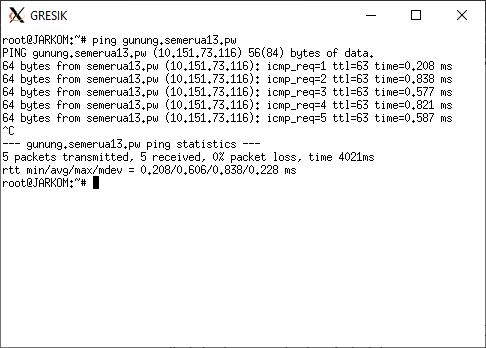 GRESIK
root@JARKOM:~# ping gunung.semerua13.pw
PING gunung.semerua13.pw (10.151.73.116) 56(84) bytes of data.
64 bytes from semerua13.pw (10.151.73.116): icmp_req=1 ttl=63 time=0.208 ms
64 bytes from semerua13.pw (10.151.73.116): icmp_req=2 ttl=63 time=0.838 ms
64 bytes from semerua13.pw (10.151.73.116): icmp_req=3 ttl=63 time=0.577 ms
64 bytes from semerua13.pw (10.151.73.116): icmp_req=4 ttl=63 time=0.821 ms
64 bytes from semerua13.pw (10.151.73.116): icmp_req=5 ttl=63 time=0.587 ms
^C
--- gunung.semerua13.pw ping statistics ---
5 packets transmitted, 5 received, 0% packet loss, time 4021ms
rtt min/avg/max/mdev = 0.208/0.606/0.838/0.228 ms
root@JARKOM:~#